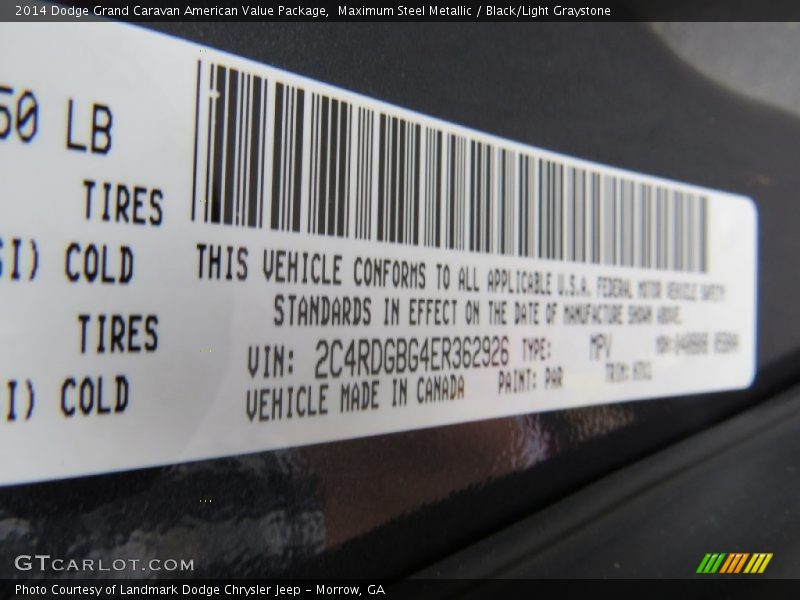 2014 Dodge Grand Caravan American Value Package,  Maximum Steel Metallic / Black/Light Graystone
50 LB
TIRES
SI) COLD
TIRES
I) COLD
THIS VEHICLE CONFORMS TO ALL APPLICABLE U.S.A. FEDERAL MOTOR VEHICLE SAFETY
STANDARDS IN EFFECT ON THE DATE OF MANUFACTURE SHOWN ABOVE.
VIN: 2C4RDGBG4ER362926 TYPE: MPV
VEHICLE MADE IN CANADA PAINT: PAR TRIM:
GTCARLOT.COM
Photo Courtesy of Landmark Dodge Chrysler Jeep - Morrow, GA